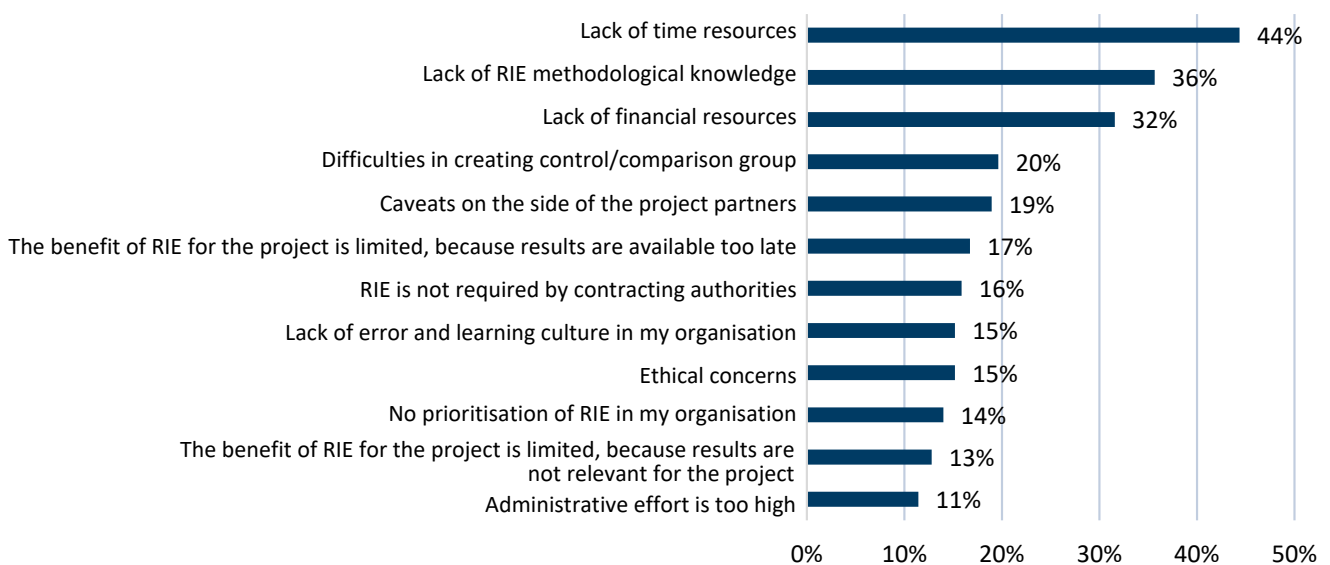 Lack of time resources 44%
Lack of RIE methodological knowledge 36%
Lack of financial resources 32%
Difficulties in creating control/comparison group 20%
Caveats on the side of the project partners 19%
The benefit of RIE for the project is limited, because results are available too late 17%
RIE is not required by contracting authorities 16%
Lack of error and learning culture in my organisation 15%
Ethical concerns 15%
No prioritisation of RIE in my organisation 14%
The benefit of RIE for the project is limited, because results are
not relevant for the project 13%
Administrative effort is too high 11%
0% 10% 20% 30% 40% 50%